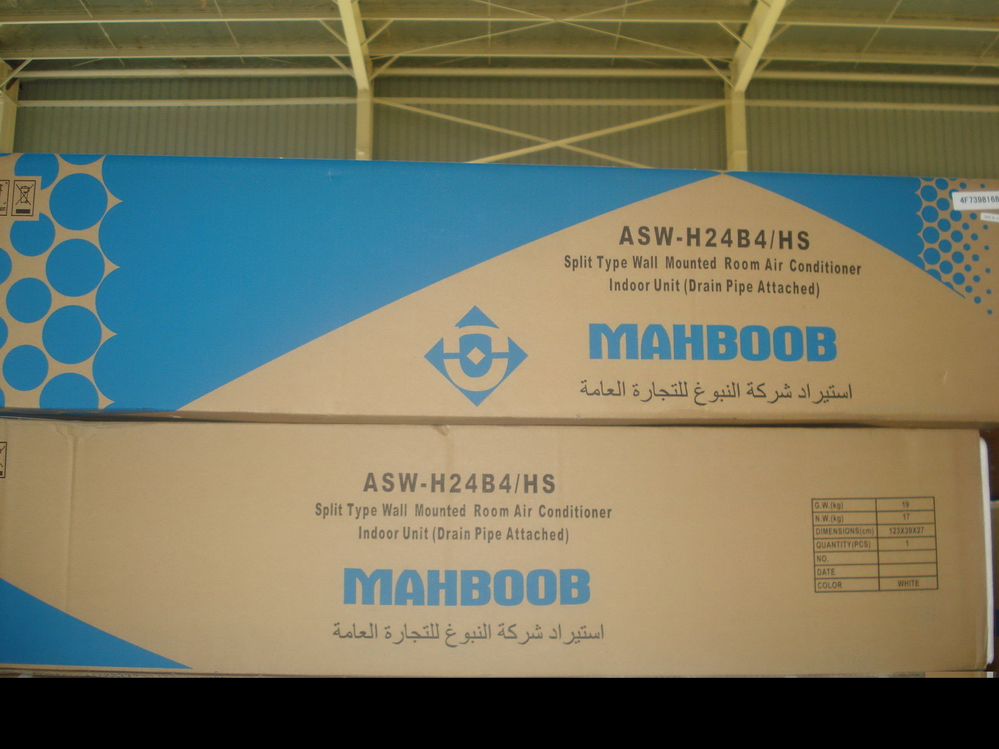 4F7398168
ASW-H24B4/HS
Split Type Wall Mounted Room Air Conditioner
Indoor Unit (Drain Pipe Attached)
MAHBOOB
استيراد شركة النبوغ للتجارة العامة
ASW-H24B4/HS
Split Type Wall Mounted Room Air Conditioner
Indoor Unit (Drain Pipe Attached)
MAHBOOB
استيراد شركة النبوغ للتجارة العامة
G.W.(kg) 19
N.W.(kg) 17
DIMENSIONS(cm) 123X39X27
QUANTITY(PCS) 1
NO.
DATE
COLOR WHITE